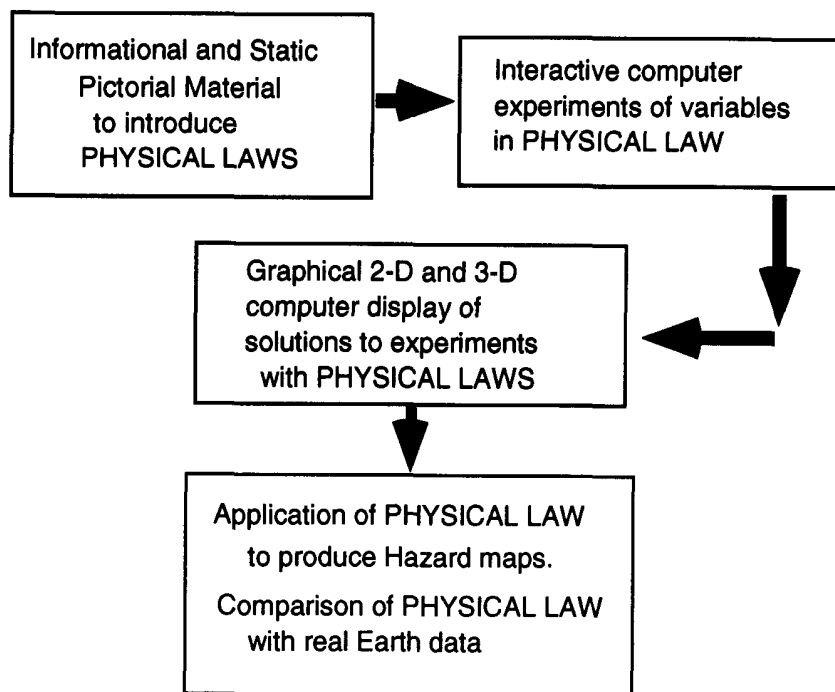 Informational and Static
Pictorial Material
to introduce
PHYSICAL LAWS
Interactive computer
experiments of variables
in PHYSICAL LAW
Graphical 2-D and 3-D
computer display of
solutions to experiments
with PHYSICAL LAWS
Application of PHYSICAL LAW
to produce Hazard maps.
Comparison of PHYSICAL LAW
with real Earth data